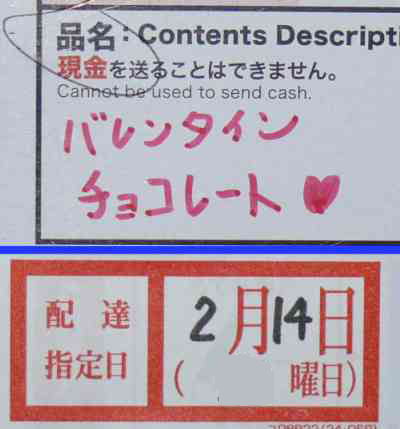 品名：Contents Descripti
現金を送ることはできません。
Cannot be used to send cash.
バレンタイン
チョコレート♥
配達
指定日
2月14日
(　　曜日)